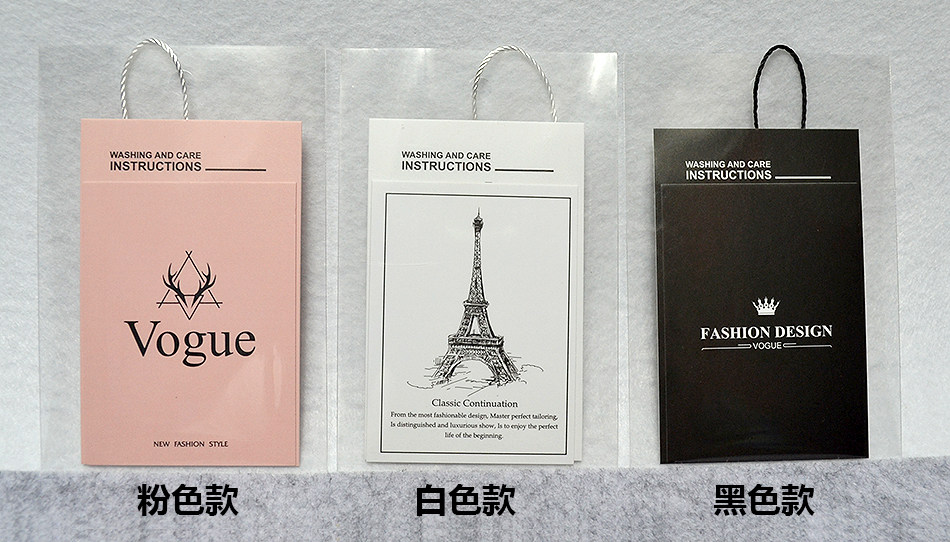 WASHING AND CARE
INSTRUCTIONS
Vogue
NEW FASHION STYLE
WASHING AND CARE
INSTRUCTIONS
Classic Continuation
From the most fashionable design, Master perfect tailoring,
Is distinguished and luxurious show, Is to enjoy the perfect
life of the beginning.
WASHING AND CARE
INSTRUCTIONS
FASHION DESIGN
VOGUE
粉色款
白色款
黑色款